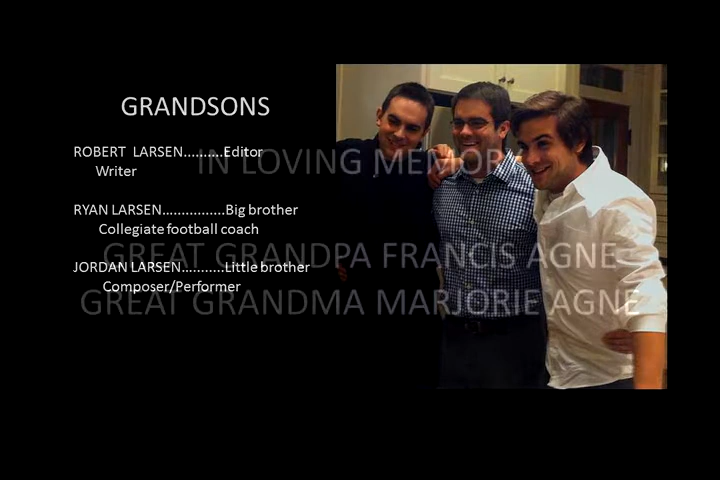 GRANDSONS
ROBERT LARSEN..........Editor
Writer
RYAN LARSEN................Big brother
Collegiate football coach
JORDAN LARSEN...........Little brother
Composer/Performer
IN LOVING MEMOR
GREAT GRANDPA FRANCIS AGNE
GREAT GRANDMA MARJORIE AGNE